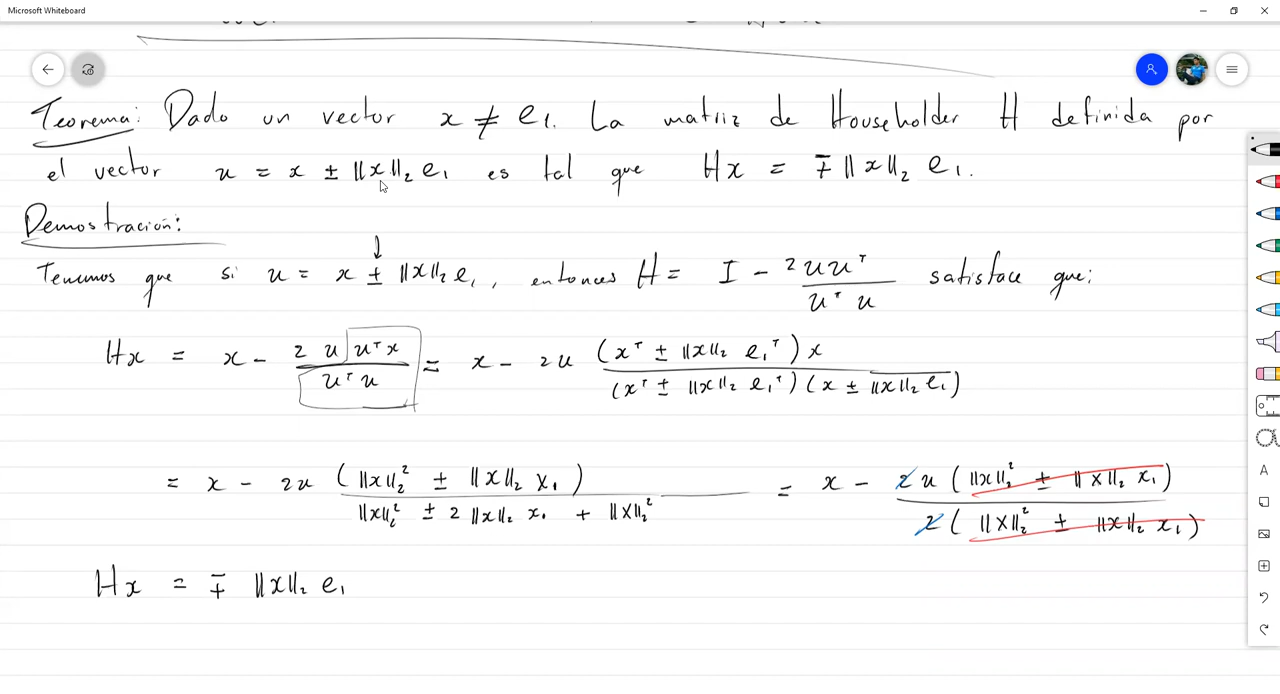 Microsoft Whiteboard
Teorema: Dado un vector x ≠ e₁. La matriz de Householder H definida por
el vector u = x ± ||x||₂ e₁ es tal que Hx = ∓ ||x||₂ e₁.
Demostración:
Tenemos que si u = x ± ||x||₂ e₁, entonces H = I - 2uuᵀ / uᵀu satisface que:
Hx = x - 2 u uᵀx / uᵀu = x - 2u (xᵀ ± ||x||₂ e₁ᵀ) x / (xᵀ ± ||x||₂ e₁ᵀ)(x ± ||x||₂ e₁)
= x - 2u (||x||₂² ± ||x||₂ x₁) / ||x||₂² ± 2 ||x||₂ x₁ + ||x||₂² = x - 2u (||x||₂² ± ||x||₂ x₁) / 2 (||x||₂² ± ||x||₂ x₁)
Hx = ∓ ||x||₂ e₁
A